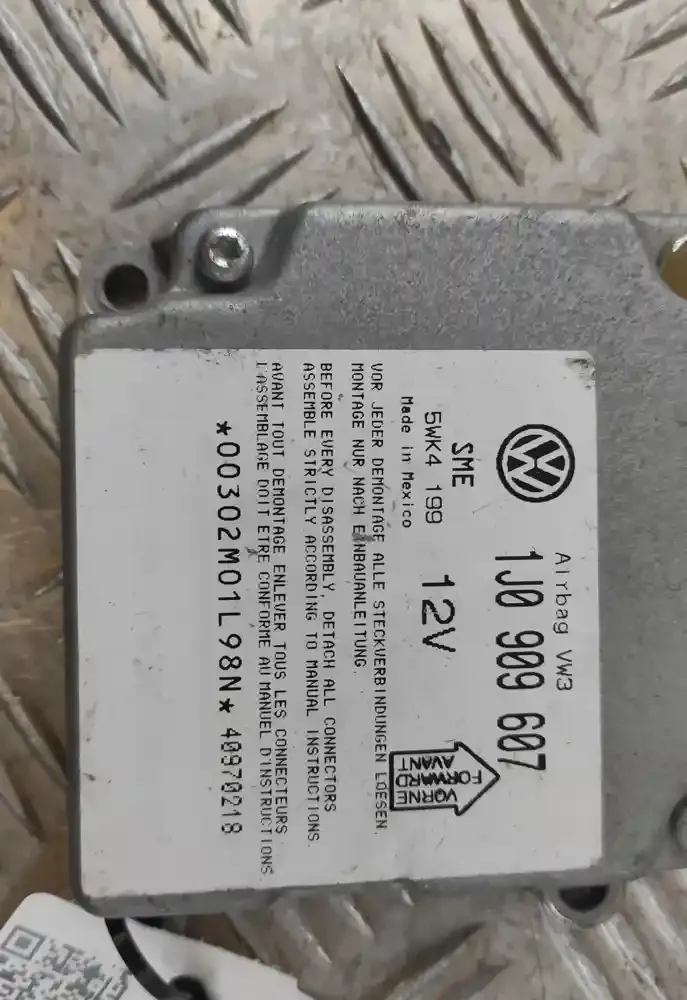 Airbag VW3
1J0 909 607
SME
5WK4 199
12V
Made in Mexico
VORNE
FORWARD
AVANT
VOR JEDER DEMONTAGE ALLE STECKVERBINDUNGEN LOESEN.
MONTAGE NUR NACH EINBAUANLEITUNG.
BEFORE EVERY DISASSEMBLY, DETACH ALL CONNECTORS
ASSEMBLE STRICTLY ACCORDING TO MANUAL INSTRUCTIONS.
AVANT TOUT DEMONTAGE ENLEVER TOUS LES CONNECTEURS
L'ASSEMBLAGE DOIT ETRE CONFORME AU MANUEL D'INSTRUCTIONS.
*00302M01L98N* 40970218